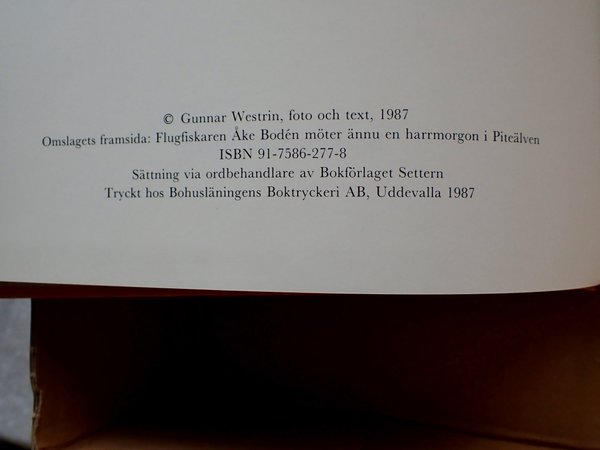 © Gunnar Westrin, foto och text, 1987
Omslagets framsida: Flugfiskaren Åke Bodén möter ännu en harrmorgon i Piteälven
ISBN 91-7586-277-8
Sättning via ordbehandlare av Bokförlaget Settern
Tryckt hos Bohusläningens Boktryckeri AB, Uddevalla 1987